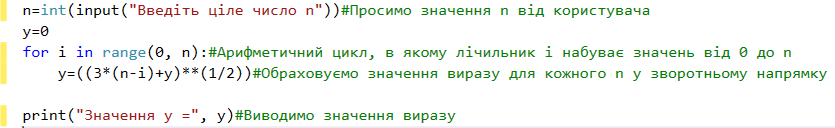 n=int(input("Введіть ціле число n"))#Просимо значення n від користувача
y=0
for i in range(0, n):#Арифметичний цикл, в якому лічильник i набуває значень від 0 до n
    y=((3*(n-i)+y)**(1/2))#Обраховуємо значення виразу для кожного n у зворотньому напрямку
print("Значення y =", y)#Виводимо значення виразу